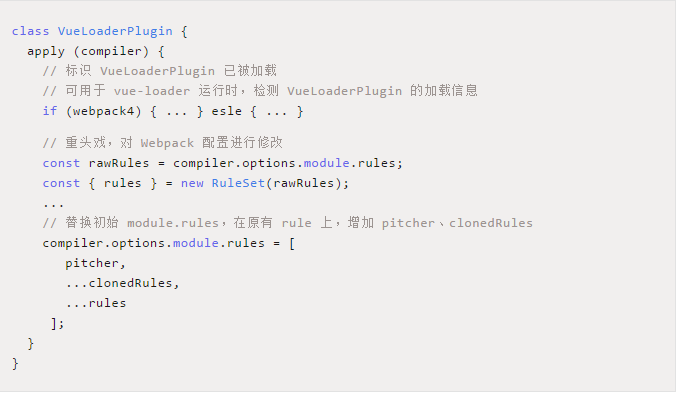 class VueLoaderPlugin {
  apply (compiler) {
    // 标识 VueLoaderPlugin 已被加载
    // 可用于 vue-loader 运行时，检测 VueLoaderPlugin 的加载信息
    if (webpack4) { ... } esle { ... }
    // 重头戏，对 Webpack 配置进行修改
    const rawRules = compiler.options.module.rules;
    const { rules } = new RuleSet(rawRules);
    ...
    // 替换初始 module.rules，在原有 rule 上，增加 pitcher、clonedRules
    compiler.options.module.rules = [
       pitcher,
       ...clonedRules,
       ...rules
     ];
  }
}